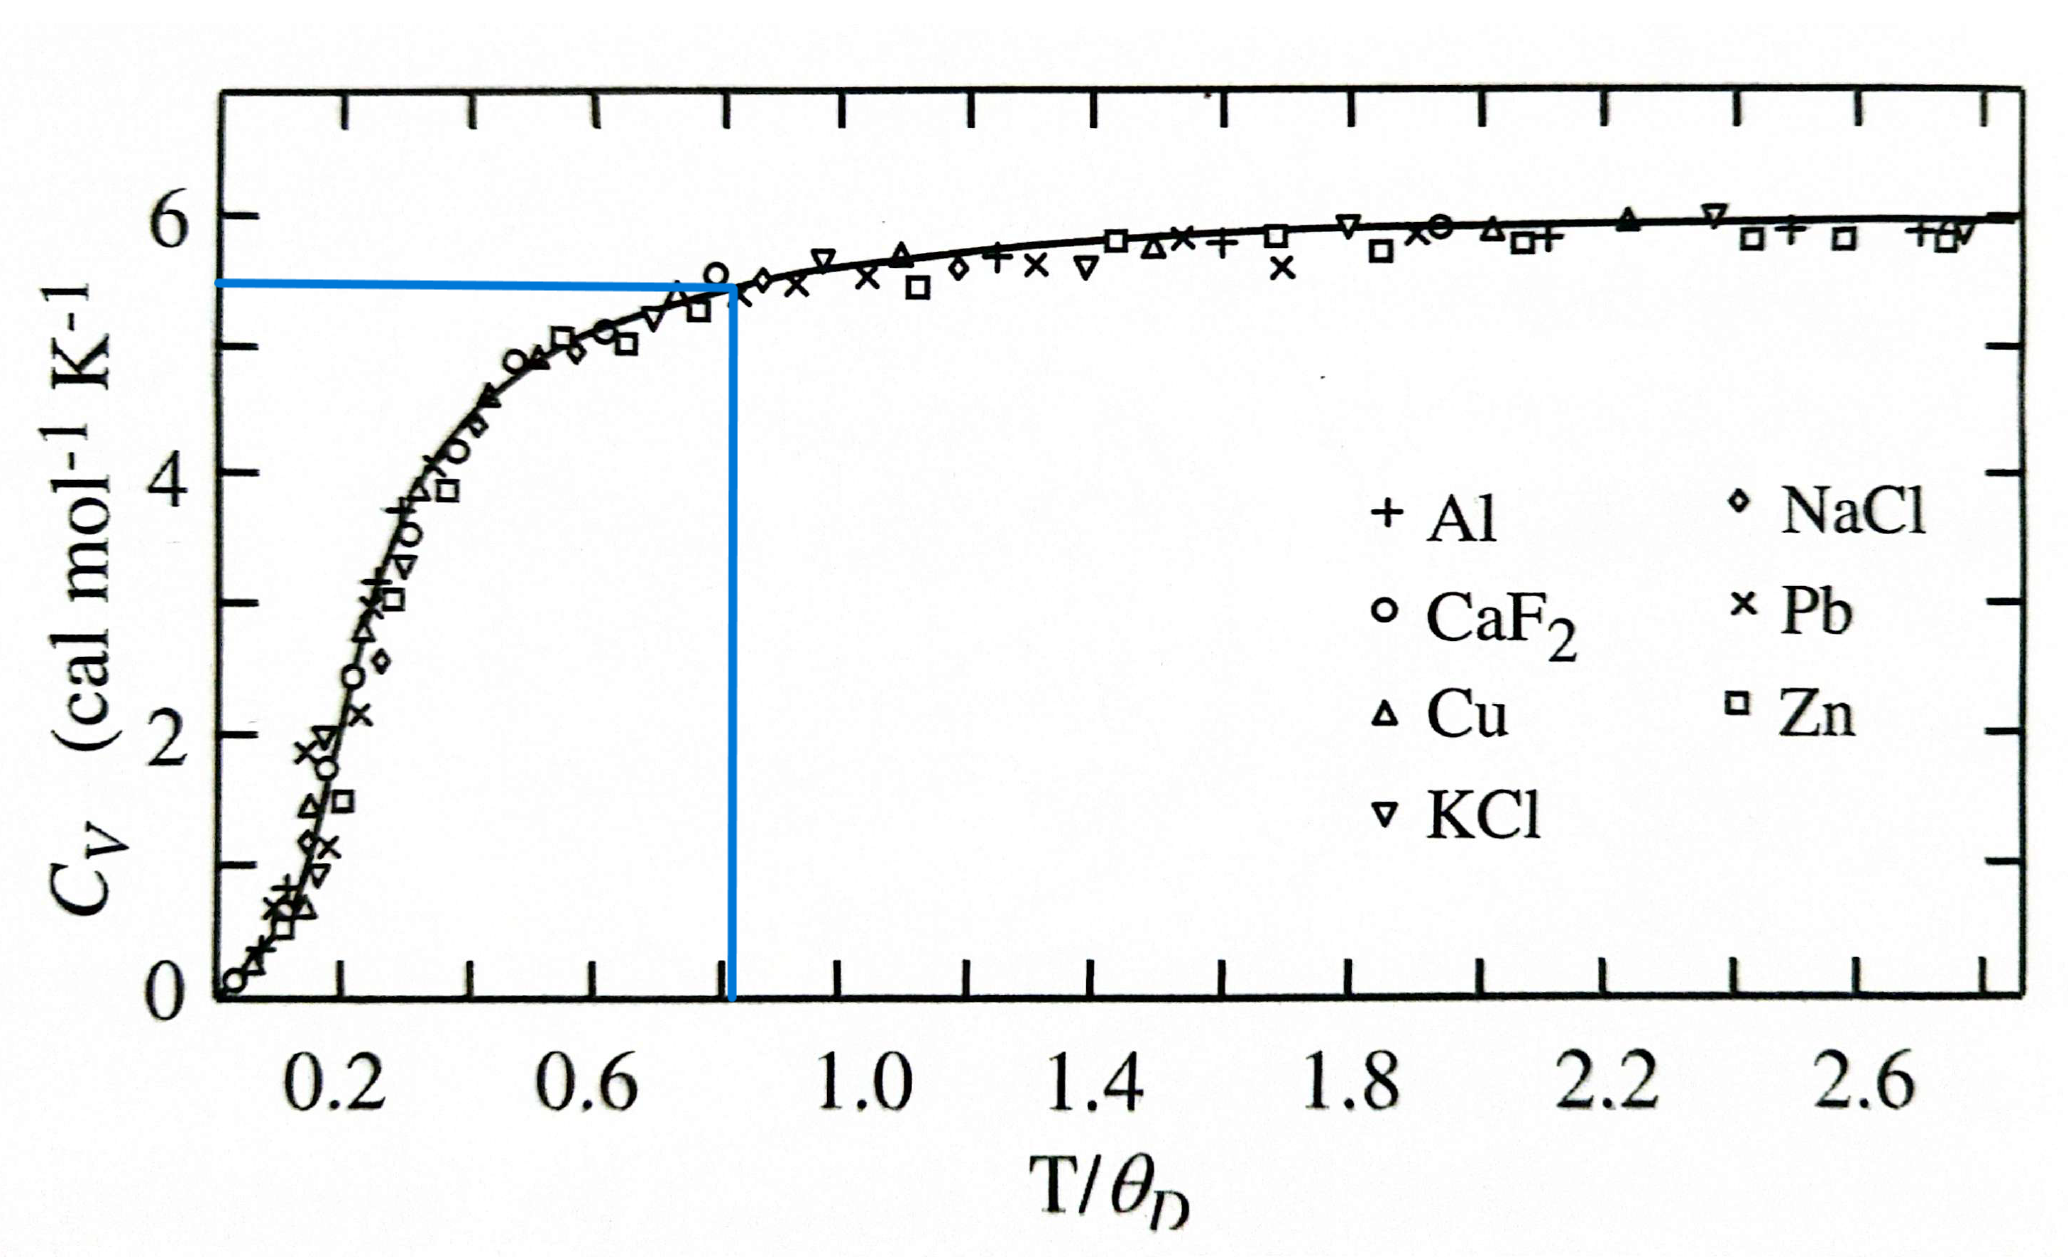 6
4
2
0
C_V (cal mol-1 K-1
0.2 0.6 1.0 1.4 1.8 2.2 2.6
T/θ_D
+ Al
○ CaF₂
△ Cu
▽ KCl
◇ NaCl
× Pb
□ Zn